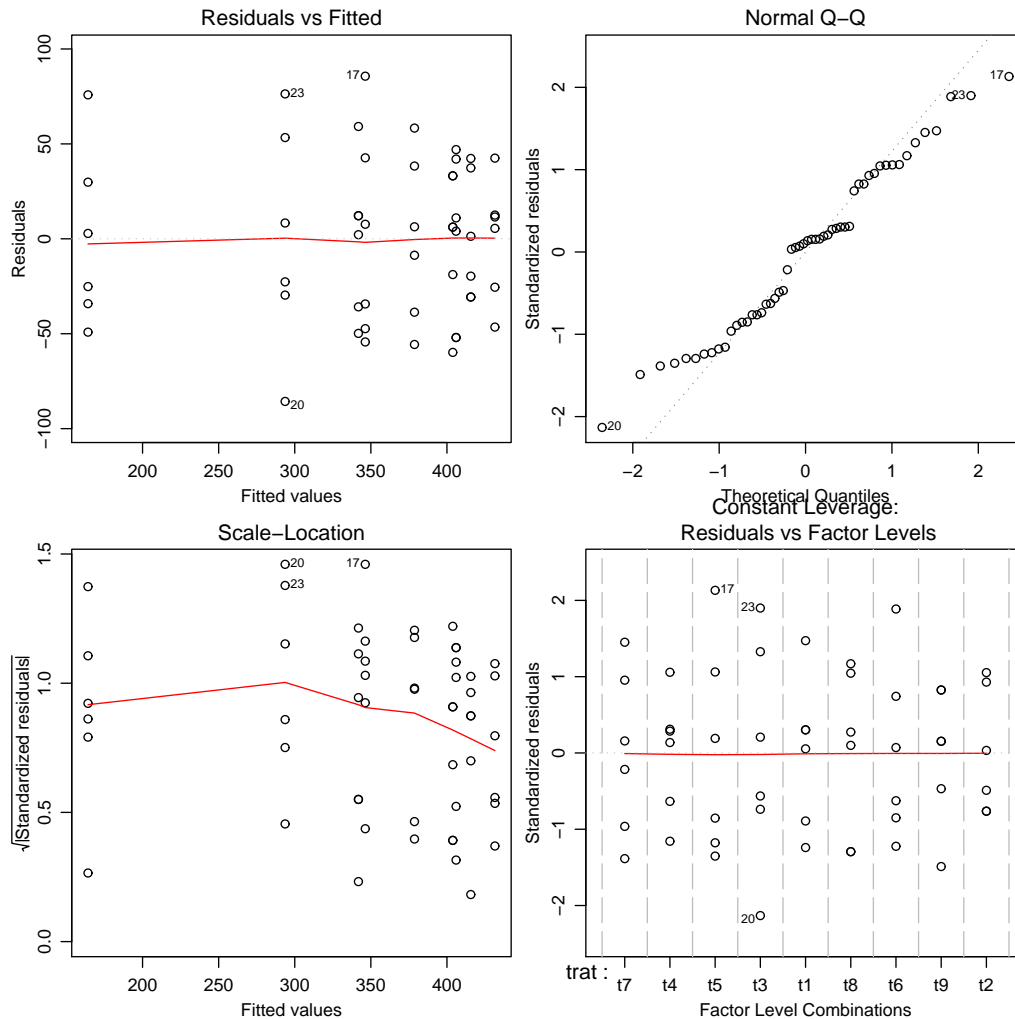 Residuals vs Fitted
100
50
0
−50
−100
Residuals
17
23
20
200
250
300
350
400
Fitted values
Normal Q−Q
2
1
0
−1
−2
Standardized residuals
17
23
20
−2
−1
0
1
2
Theoretical Quantiles
Scale−Location
1.5
1.0
0.5
0.0
√|Standardized residuals|
20
17
23
200
250
300
350
400
Fitted values
Constant Leverage:
Residuals vs Factor Levels
2
1
0
−1
−2
Standardized residuals
17
23
20
trat :
t7
t4
t5
t3
t1
t8
t6
t9
t2
Factor Level Combinations